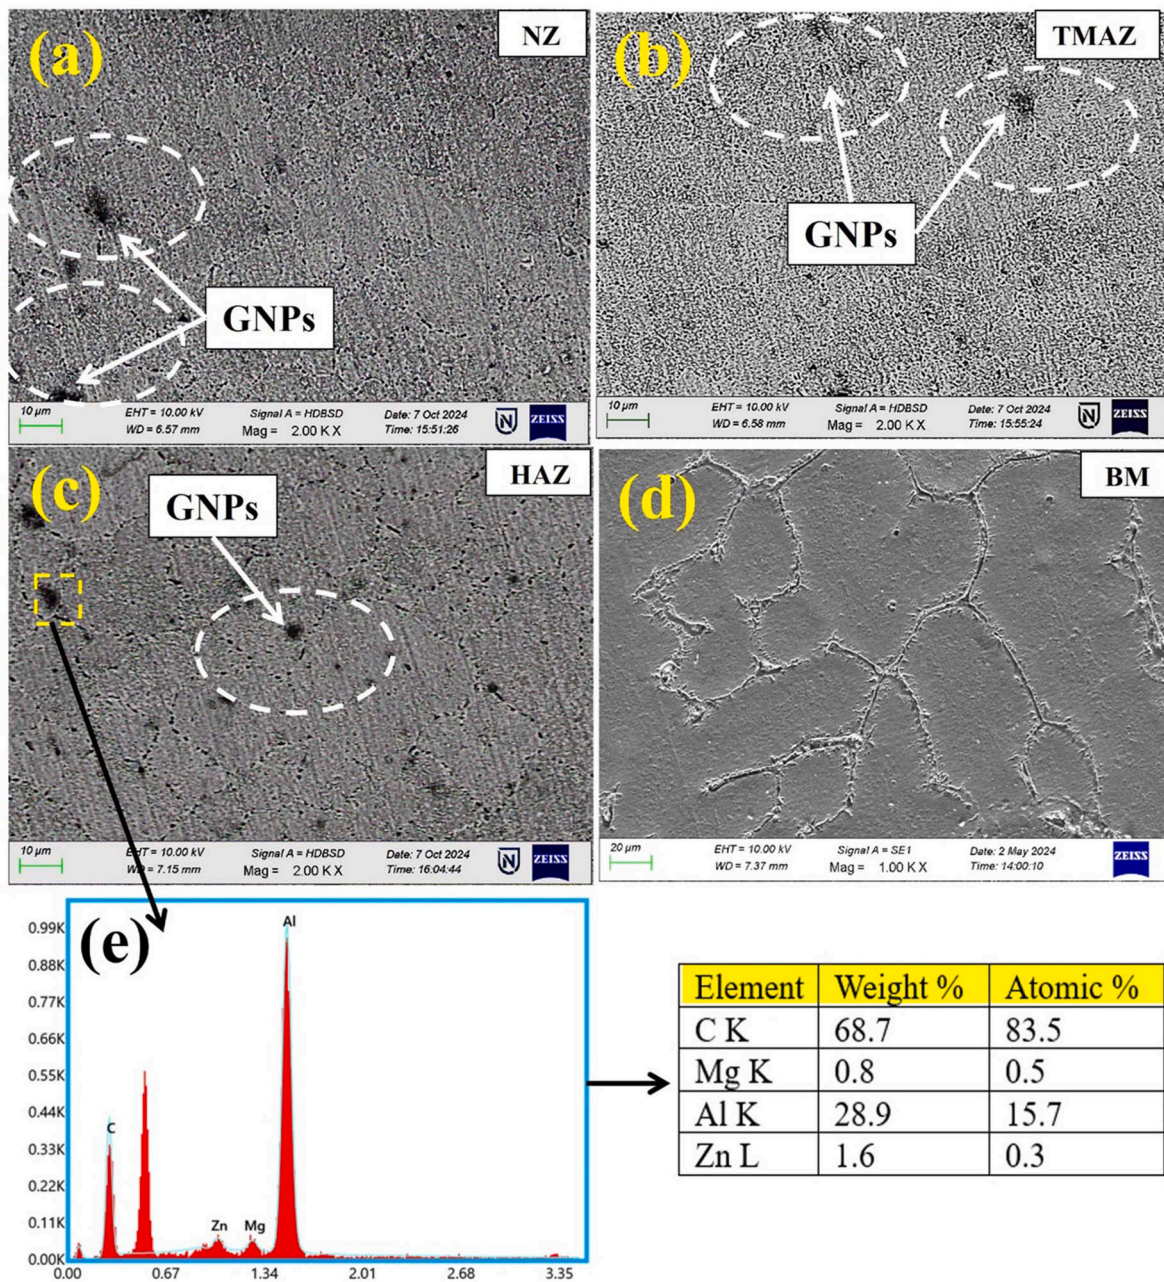 (a)
NZ
GNPs
10 µm
EHT = 10.00 kV
WD = 6.57 mm
Signal A = HDBSD
Mag = 2.00 K X
Date: 7 Oct 2024
Time: 15:51:26
N
ZEISS
(b)
TMAZ
GNPs
10 µm
EHT = 10.00 kV
WD = 6.58 mm
Signal A = HDBSD
Mag = 2.00 K X
Date: 7 Oct 2024
Time: 15:55:24
N
ZEISS
(c)
HAZ
GNPs
10 µm
EHT = 10.00 kV
WD = 7.15 mm
Signal A = HDBSD
Mag = 2.00 K X
Date: 7 Oct 2024
Time: 16:04:44
N
ZEISS
(d)
BM
20 µm
EHT = 10.00 kV
WD = 7.37 mm
Signal A = SE1
Mag = 1.00 K X
Date: 2 May 2024
Time: 14:00:10
ZEISS
(e)
0.99K
0.88K
0.77K
0.66K
0.55K
0.44K
0.33K
0.22K
0.11K
0.00K
C
Zn
Mg
Al
0.00 0.67 1.34 2.01 2.68 3.35
Element Weight % Atomic %
C K 68.7 83.5
Mg K 0.8 0.5
Al K 28.9 15.7
Zn L 1.6 0.3